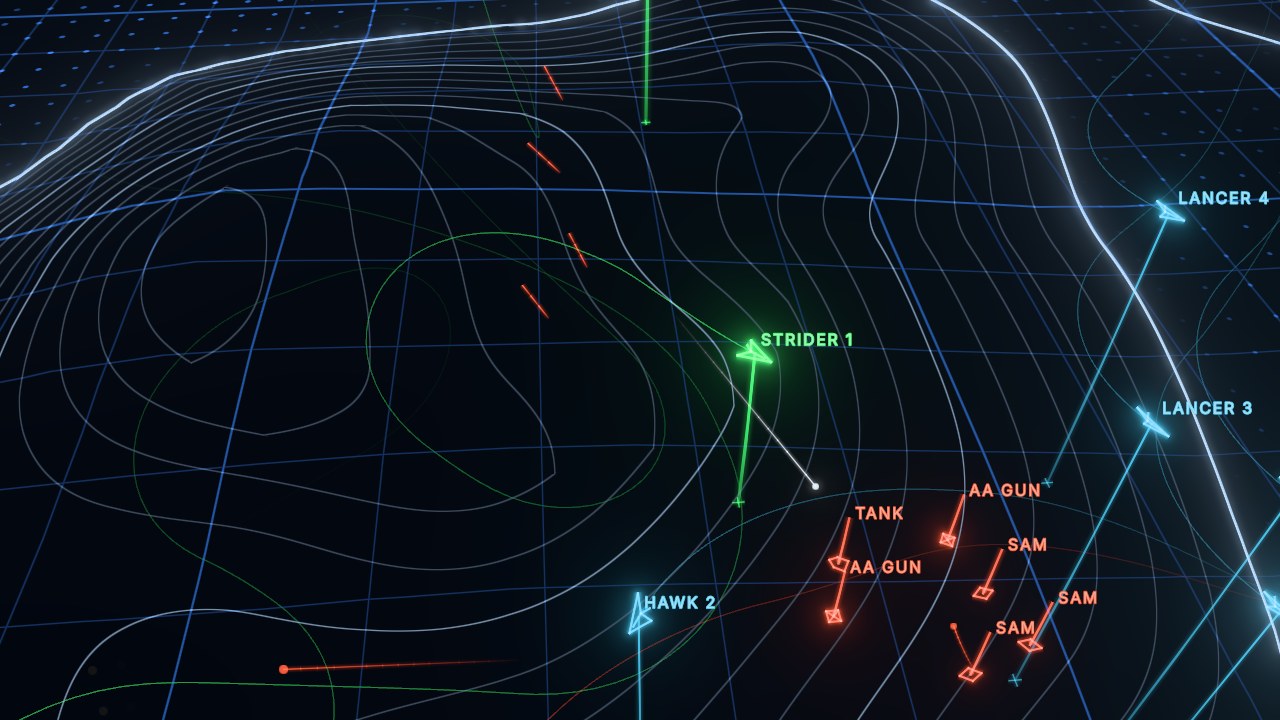 LANCER 4
STRIDER 1
LANCER 3
AA GUN
TANK
SAM
AA GUN
SAM
HAWK 2
SAM